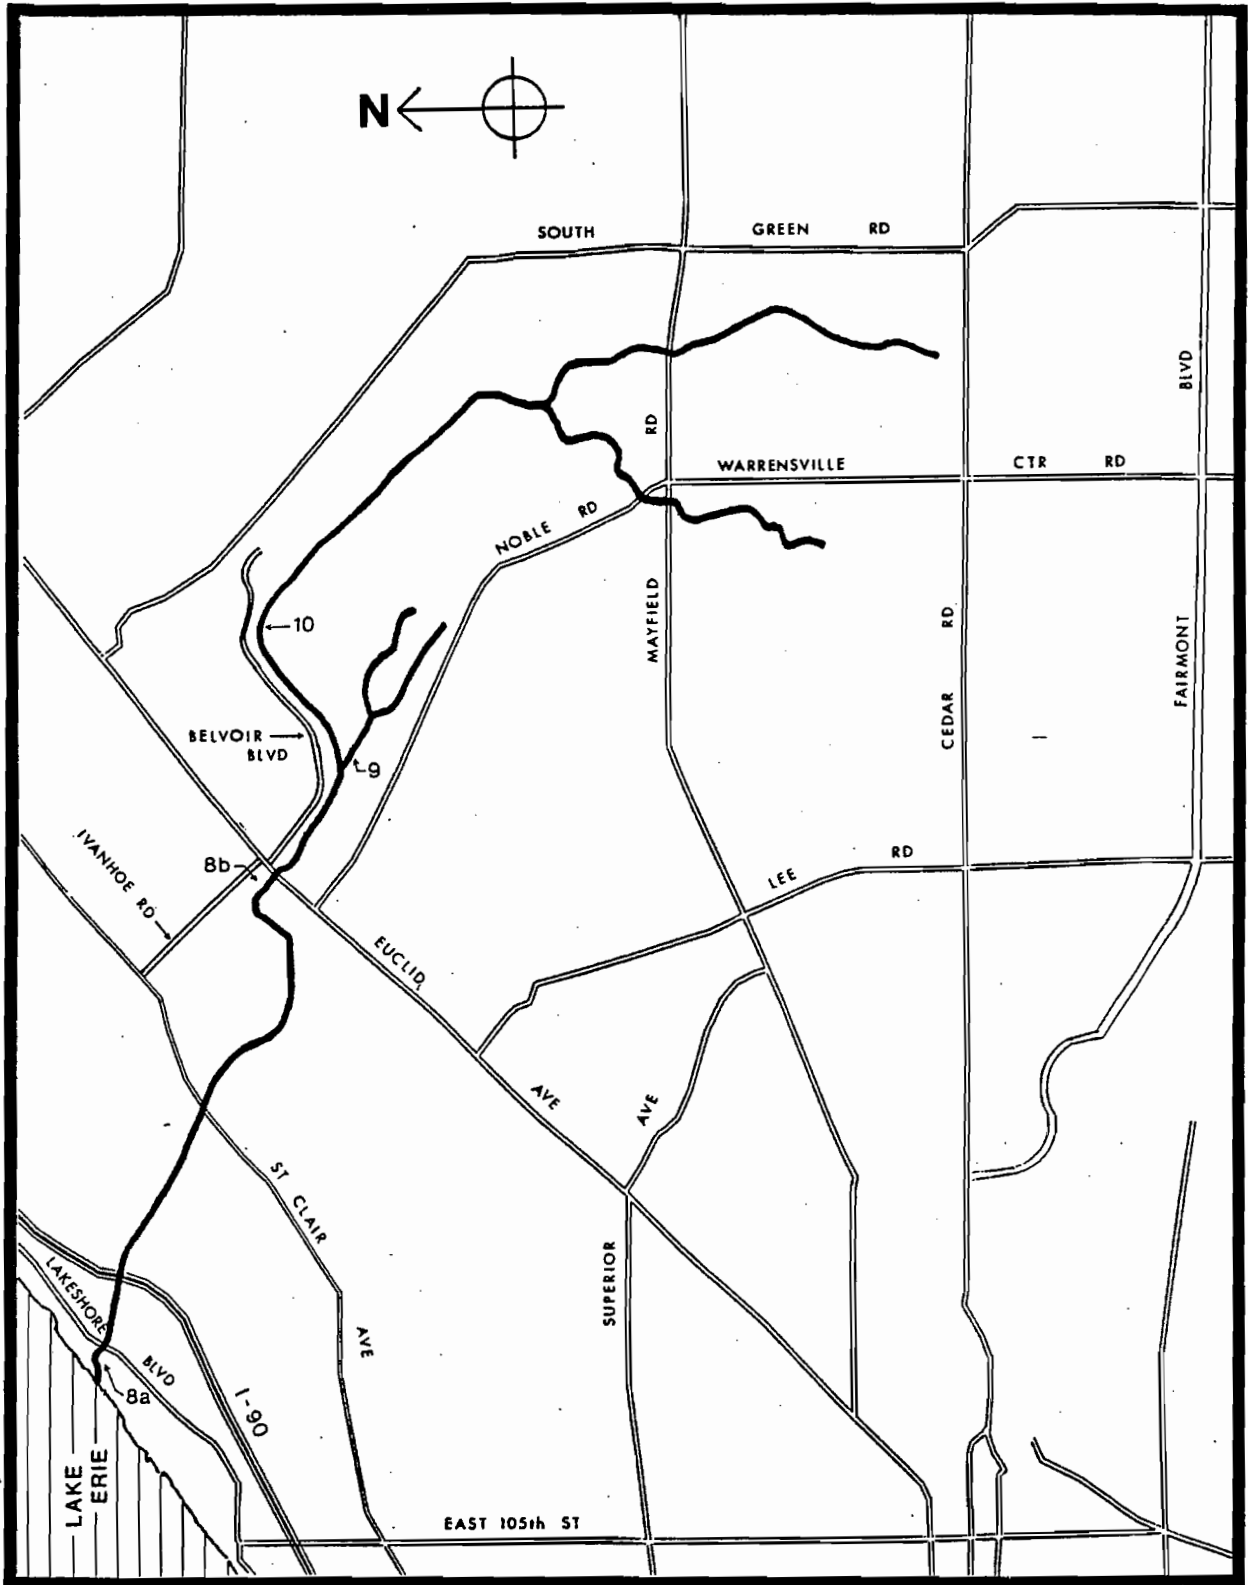 N
SOUTH GREEN RD
BLVD
RD
WARRENSVILLE CTR RD
NOBLE RD
10
MAYFIELD
RD
CEDAR
FAIRMONT
BELVOIR
BLVD
9
IVANHOE RD
8b
RD
LEE
EUCLID
AVE
AVE
ST CLAIR
AVE
SUPERIOR
LAKESHORE
BLVD
8a
I-90
LAKE
ERIE
EAST 105th ST